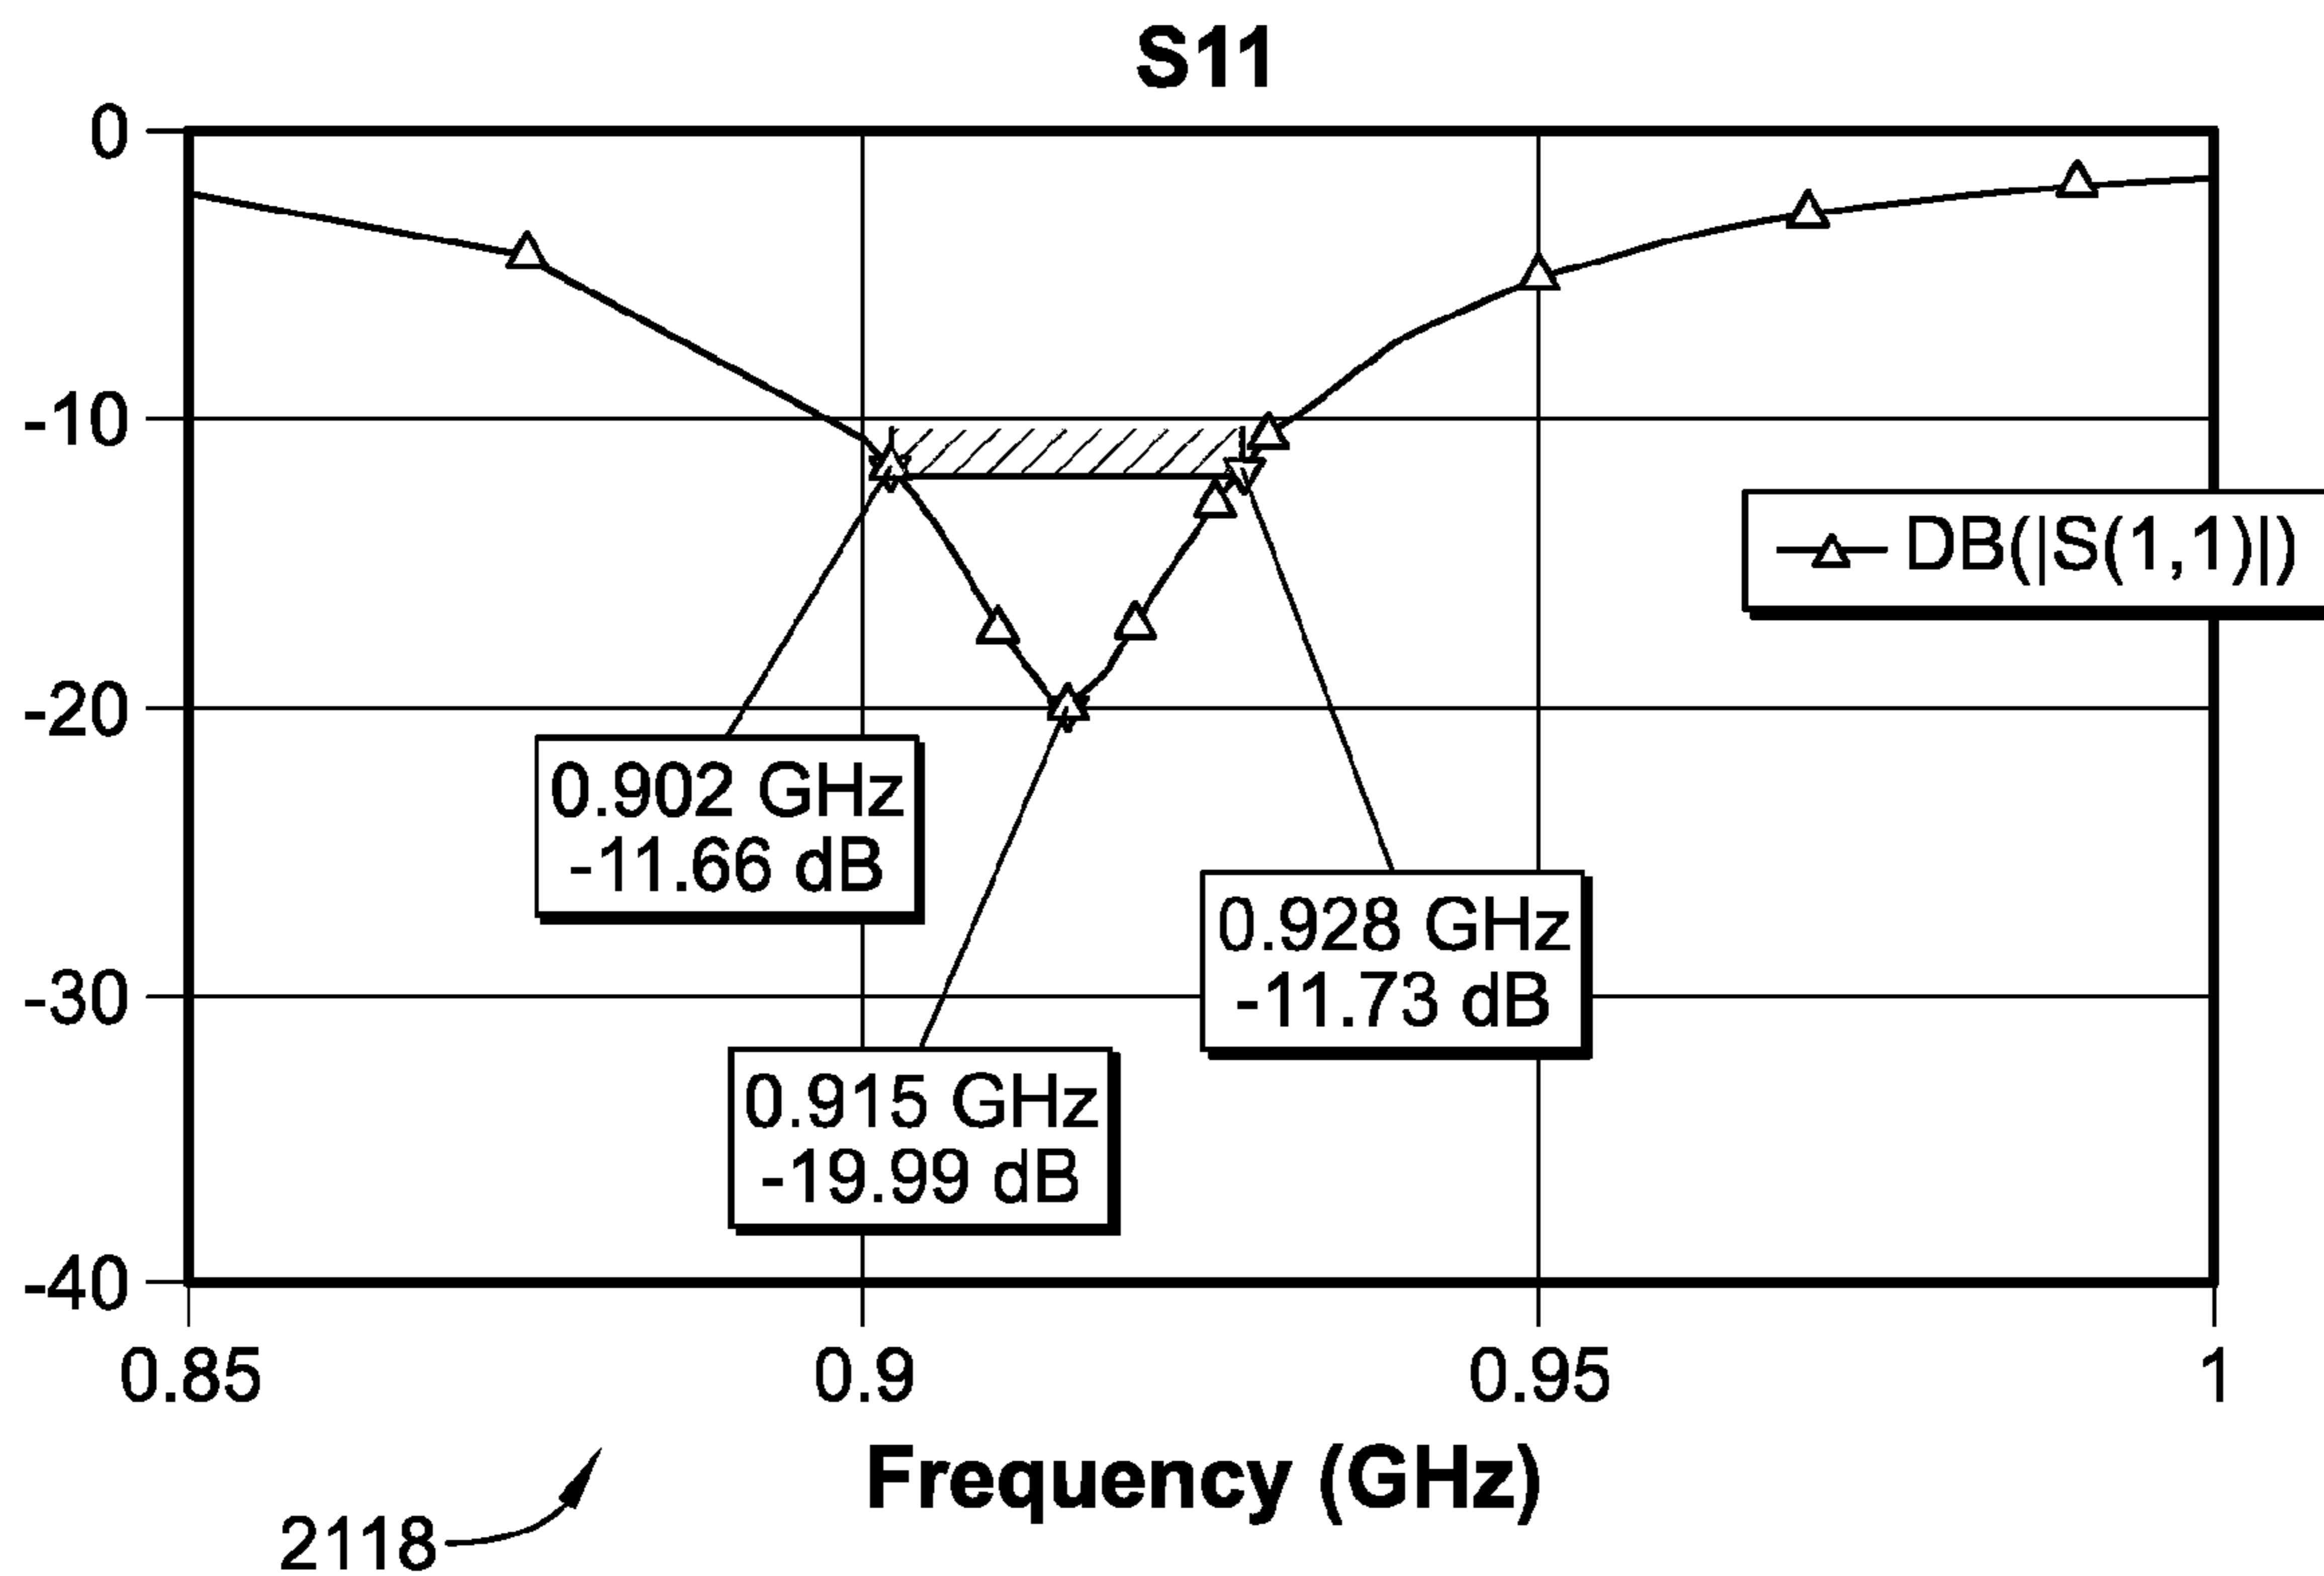 S11
0
-10
-20
-30
-40
DB(|S(1,1)|)
0.902 GHz
-11.66 dB
0.928 GHz
-11.73 dB
0.915 GHz
-19.99 dB
0.85
0.9
0.95
1
Frequency (GHz)
2118